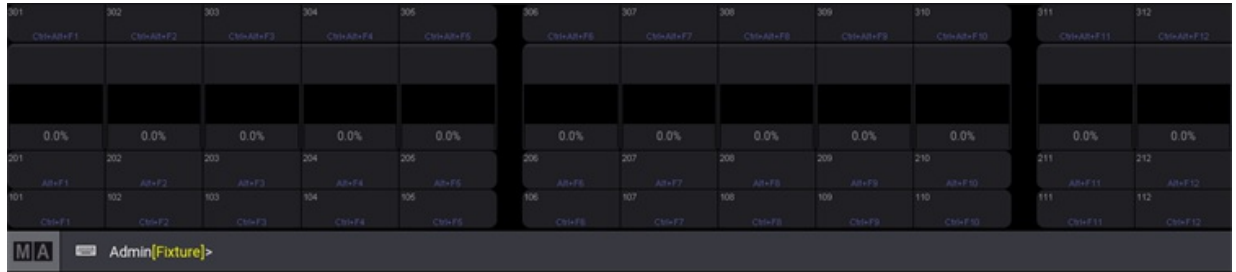 301 302 303 304 305 306 307 308 309 310 311 312
Ctrl+Alt+F1 Ctrl+Alt+F2 Ctrl+Alt+F3 Ctrl+Alt+F4 Ctrl+Alt+F5 Ctrl+Alt+F6 Ctrl+Alt+F7 Ctrl+Alt+F8 Ctrl+Alt+F9 Ctrl+Alt+F10 Ctrl+Alt+F11 Ctrl+Alt+F12
0.0% 0.0% 0.0% 0.0% 0.0% 0.0% 0.0% 0.0% 0.0% 0.0% 0.0% 0.0%
201 202 203 204 205 206 207 208 209 210 211 212
Alt+F1 Alt+F2 Alt+F3 Alt+F4 Alt+F5 Alt+F6 Alt+F7 Alt+F8 Alt+F9 Alt+F10 Alt+F11 Alt+F12
101 102 103 104 105 106 107 108 109 110 111 112
Ctrl+F1 Ctrl+F2 Ctrl+F3 Ctrl+F4 Ctrl+F5 Ctrl+F6 Ctrl+F7 Ctrl+F8 Ctrl+F9 Ctrl+F10 Ctrl+F11 Ctrl+F12
MA Admin[Fixture]>